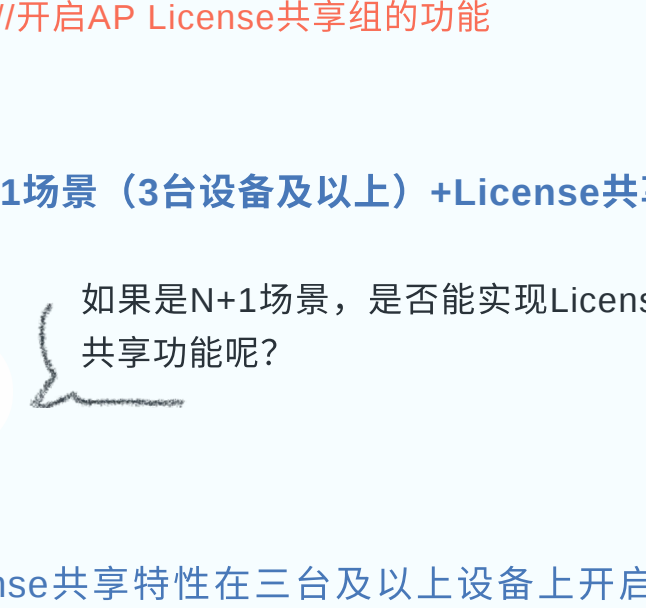 //开启AP License共享组的功能
1场景（3台设备及以上）+License共
如果是N+1场景，是否能实现Licens
共享功能呢？
nse共享特性在三台及以上设备上开启